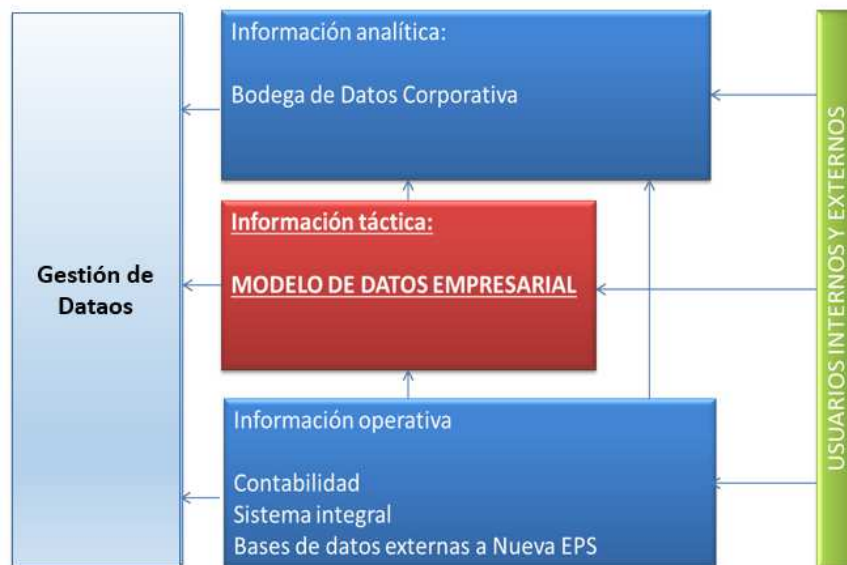 Información analítica:
Bodega de Datos Corporativa
Información táctica:
MODELO DE DATOS EMPRESARIAL
Gestión de
Dataos
Información operativa
Contabilidad
Sistema integral
Bases de datos externas a Nueva EPS
USUARIOS INTERNOS Y EXTERNOS